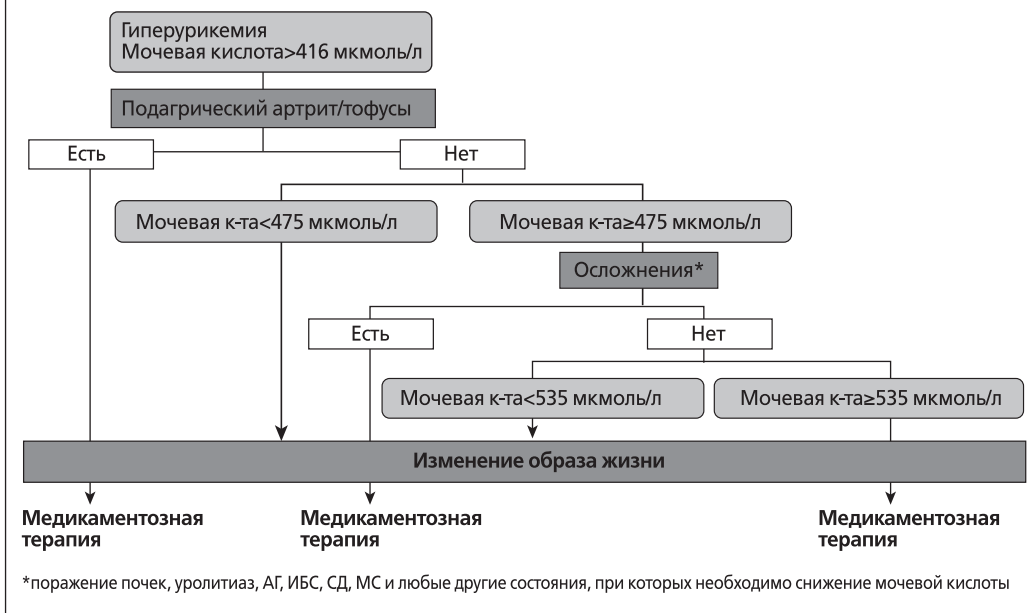 Гиперурикемия
Мочевая кислота>416 мкмоль/л
Подагрический артрит/тофусы
Есть
Нет
Мочевая к-та<475 мкмоль/л
Мочевая к-та≥475 мкмоль/л
Осложнения*
Есть
Нет
Мочевая к-та<535 мкмоль/л
Мочевая к-та≥535 мкмоль/л
Изменение образа жизни
Медикаментозная
терапия
Медикаментозная
терапия
Медикаментозная
терапия
*поражение почек, уролитиаз, АГ, ИБС, СД, МС и любые другие состояния, при которых необходимо снижение мочевой кислоты